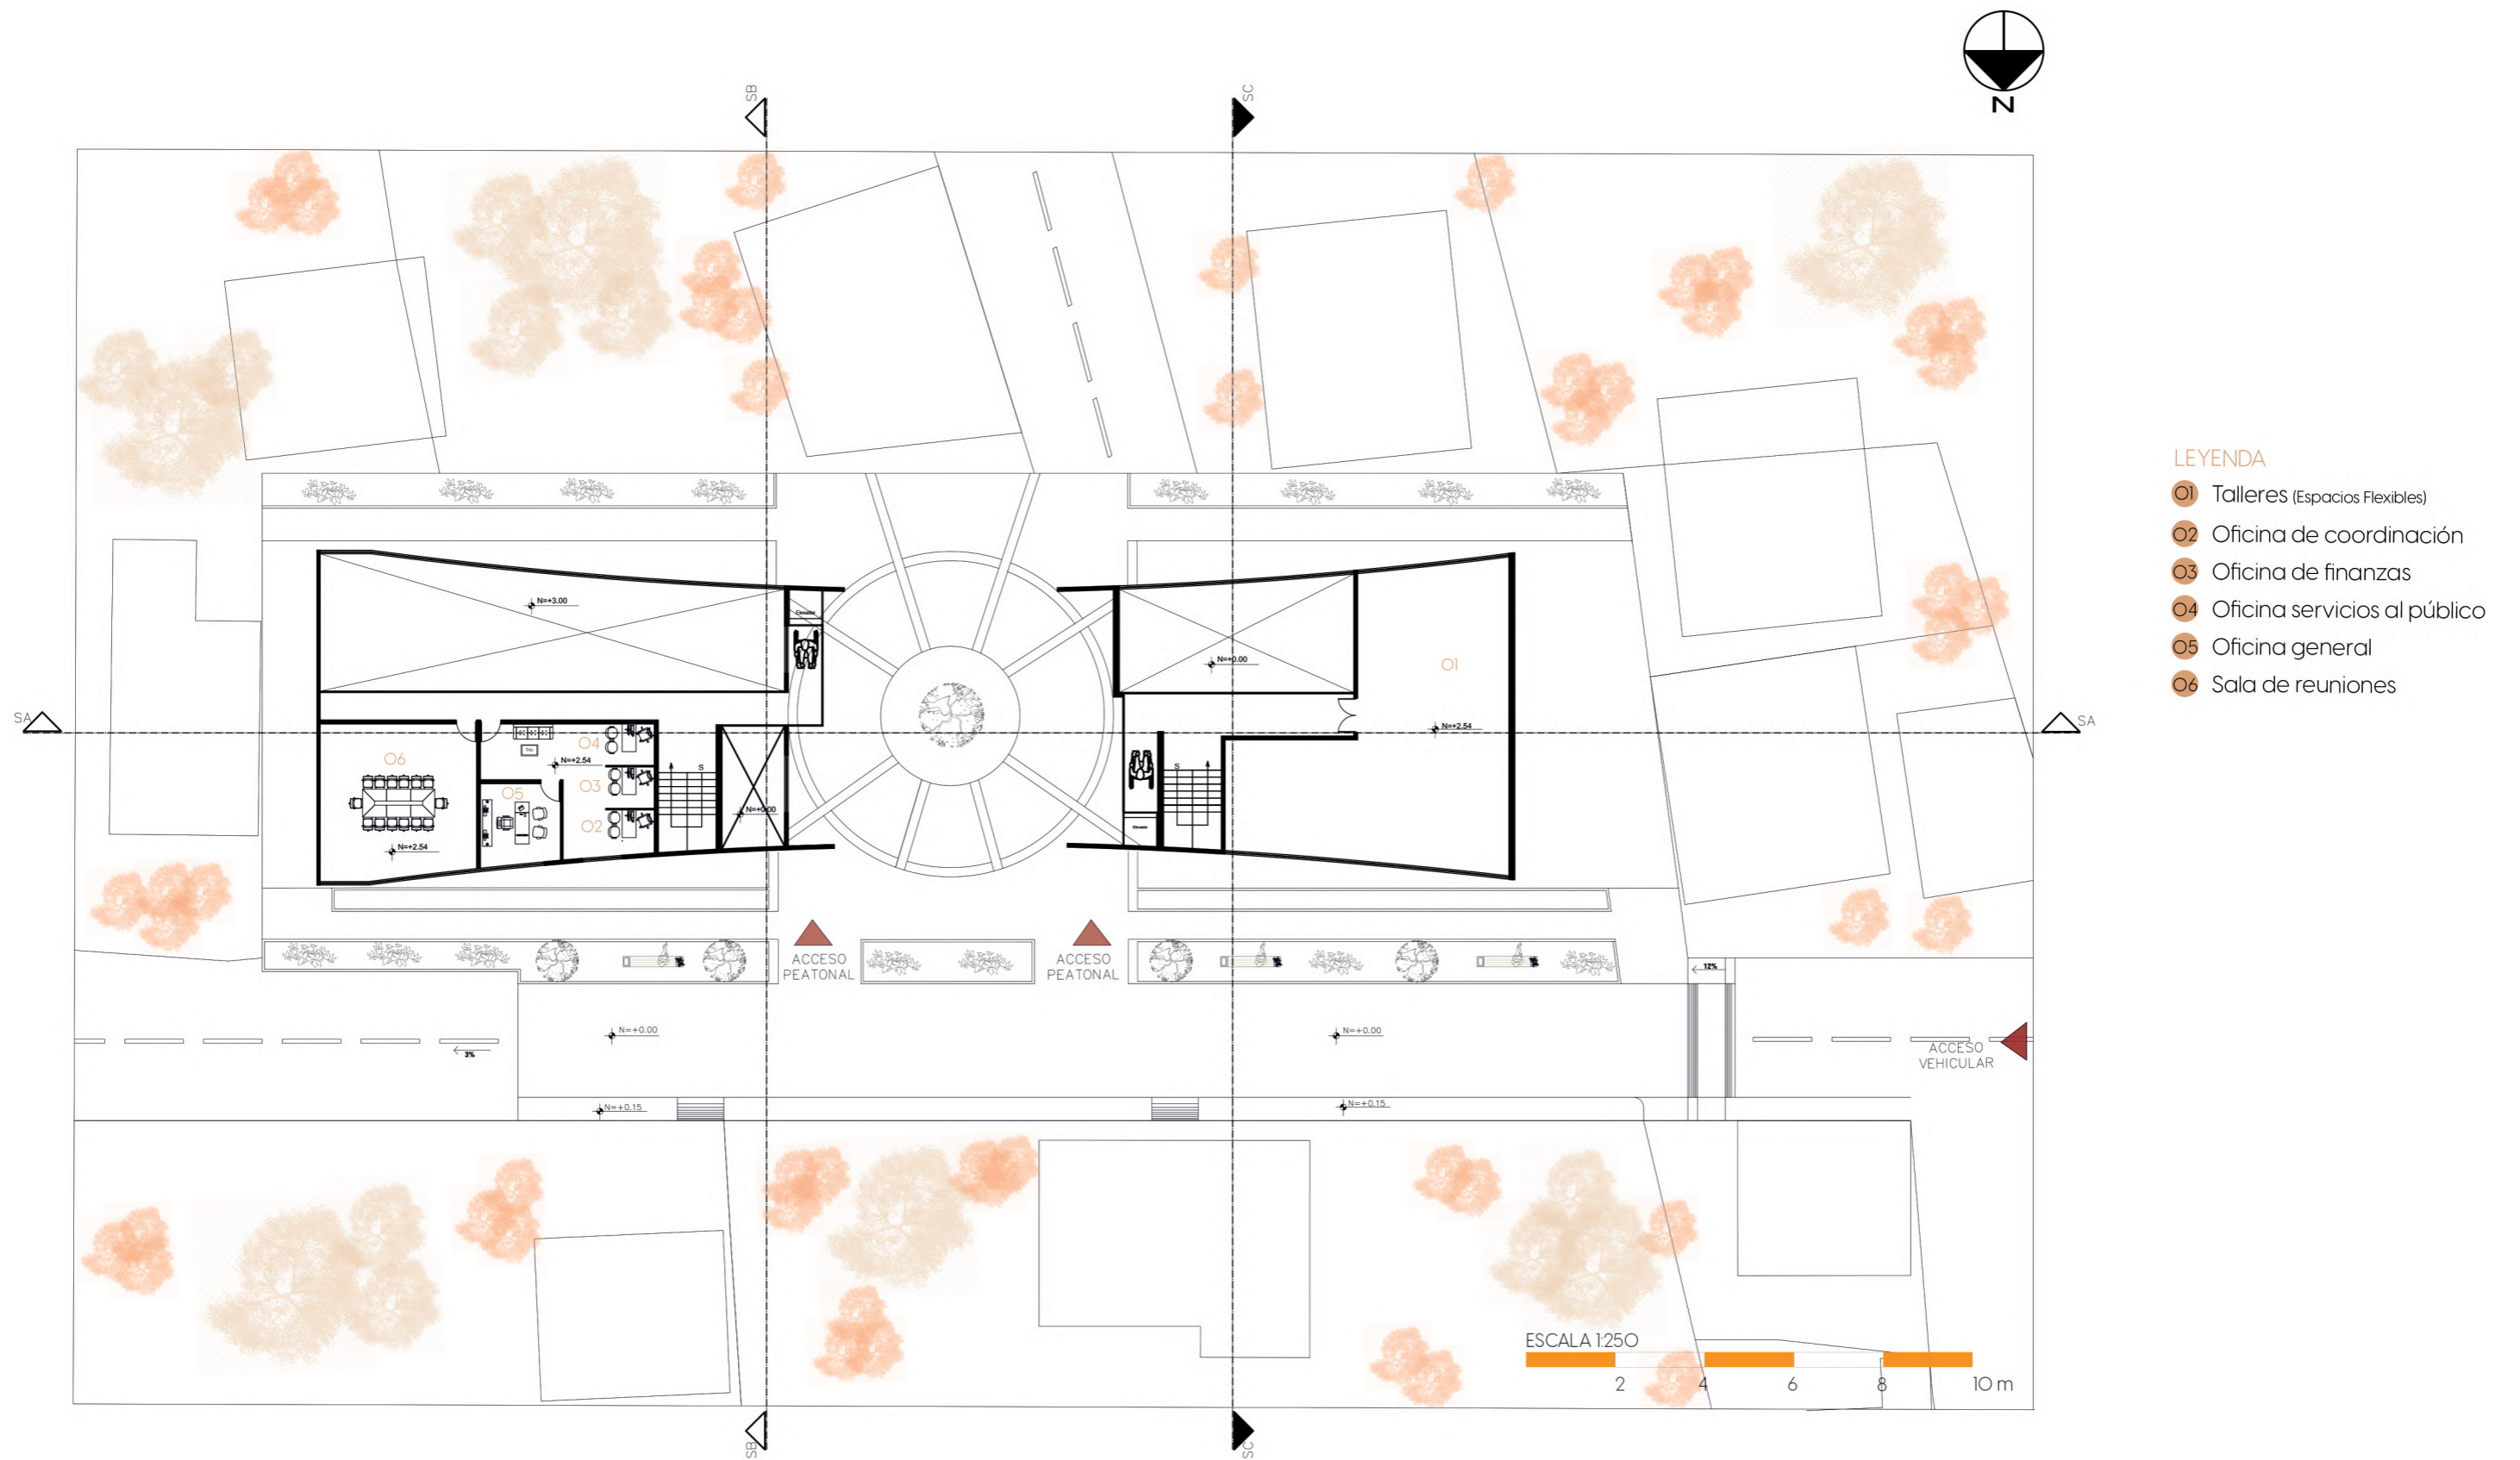 N
SB
SC
LEYENDA
01 Talleres (Espacios Flexibles)
02 Oficina de coordinación
03 Oficina de finanzas
04 Oficina servicios al público
05 Oficina general
06 Sala de reuniones
N=+3.00
Elevador
N=+0.00
01
SA
SA
N=+2.54
04
06
N=+2.54
S
S
03
05
N=+0.00
02
Elevador
N=+2.54
ACCESO
PEATONAL
ACCESO
PEATONAL
12%
N=+0.00
N=+0.00
3%
ACCESO
VEHICULAR
N=+0.15
N=+0.15
ESCALA 1:250
2 4 6 8 10 m
SB
SC